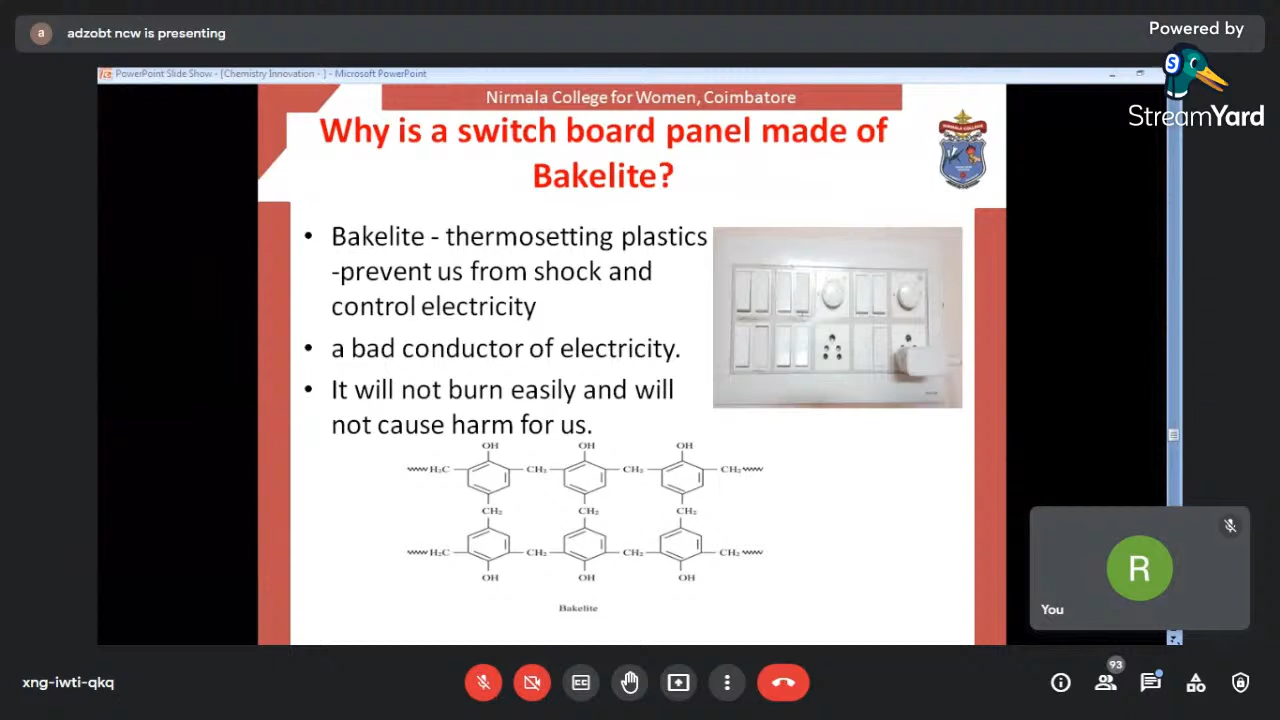 a adzobt ncw is presenting
Powered by
StreamYard
PowerPoint Slide Show - [Chemistry Innovation - ] - Microsoft PowerPoint
Nirmala College for Women, Coimbatore
Why is a switch board panel made of
Bakelite?
NIRMALA COLLEGE
• Bakelite - thermosetting plastics
-prevent us from shock and
control electricity
• a bad conductor of electricity.
• It will not burn easily and will
not cause harm for us.
OH OH OH
H₂C CH₂ CH₂ CH₂
CH₂ CH₂ CH₂
H₂C CH₂ CH₂ CH₂
OH OH OH
Bakelite
R
You
xng-iwti-qkq
93